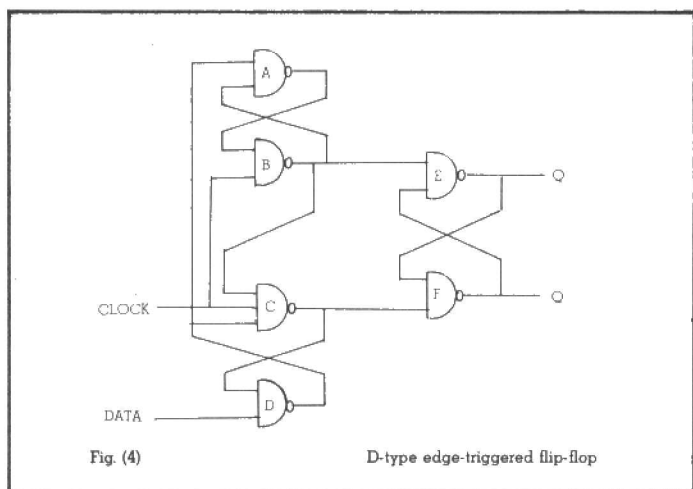 A
B
E
Q
CLOCK
C
F
Q
D
DATA
Fig. (4)
D-type edge-triggered flip-flop